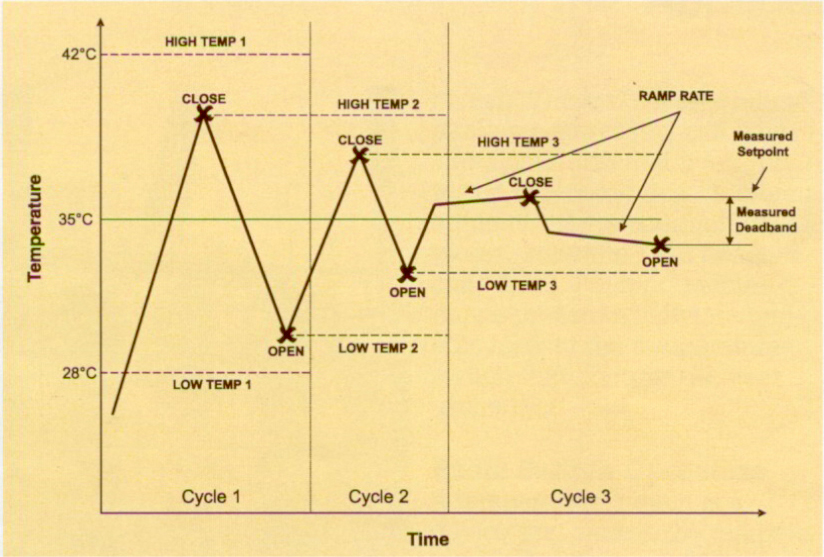 HIGH TEMP 1
42°C
CLOSE
HIGH TEMP 2
RAMP RATE
CLOSE
HIGH TEMP 3
Measured
Setpoint
CLOSE
35°C
Measured
Deadband
Temperature
OPEN
OPEN
LOW TEMP 3
OPEN
LOW TEMP 2
28°C
LOW TEMP 1
Cycle 1
Cycle 2
Cycle 3
Time